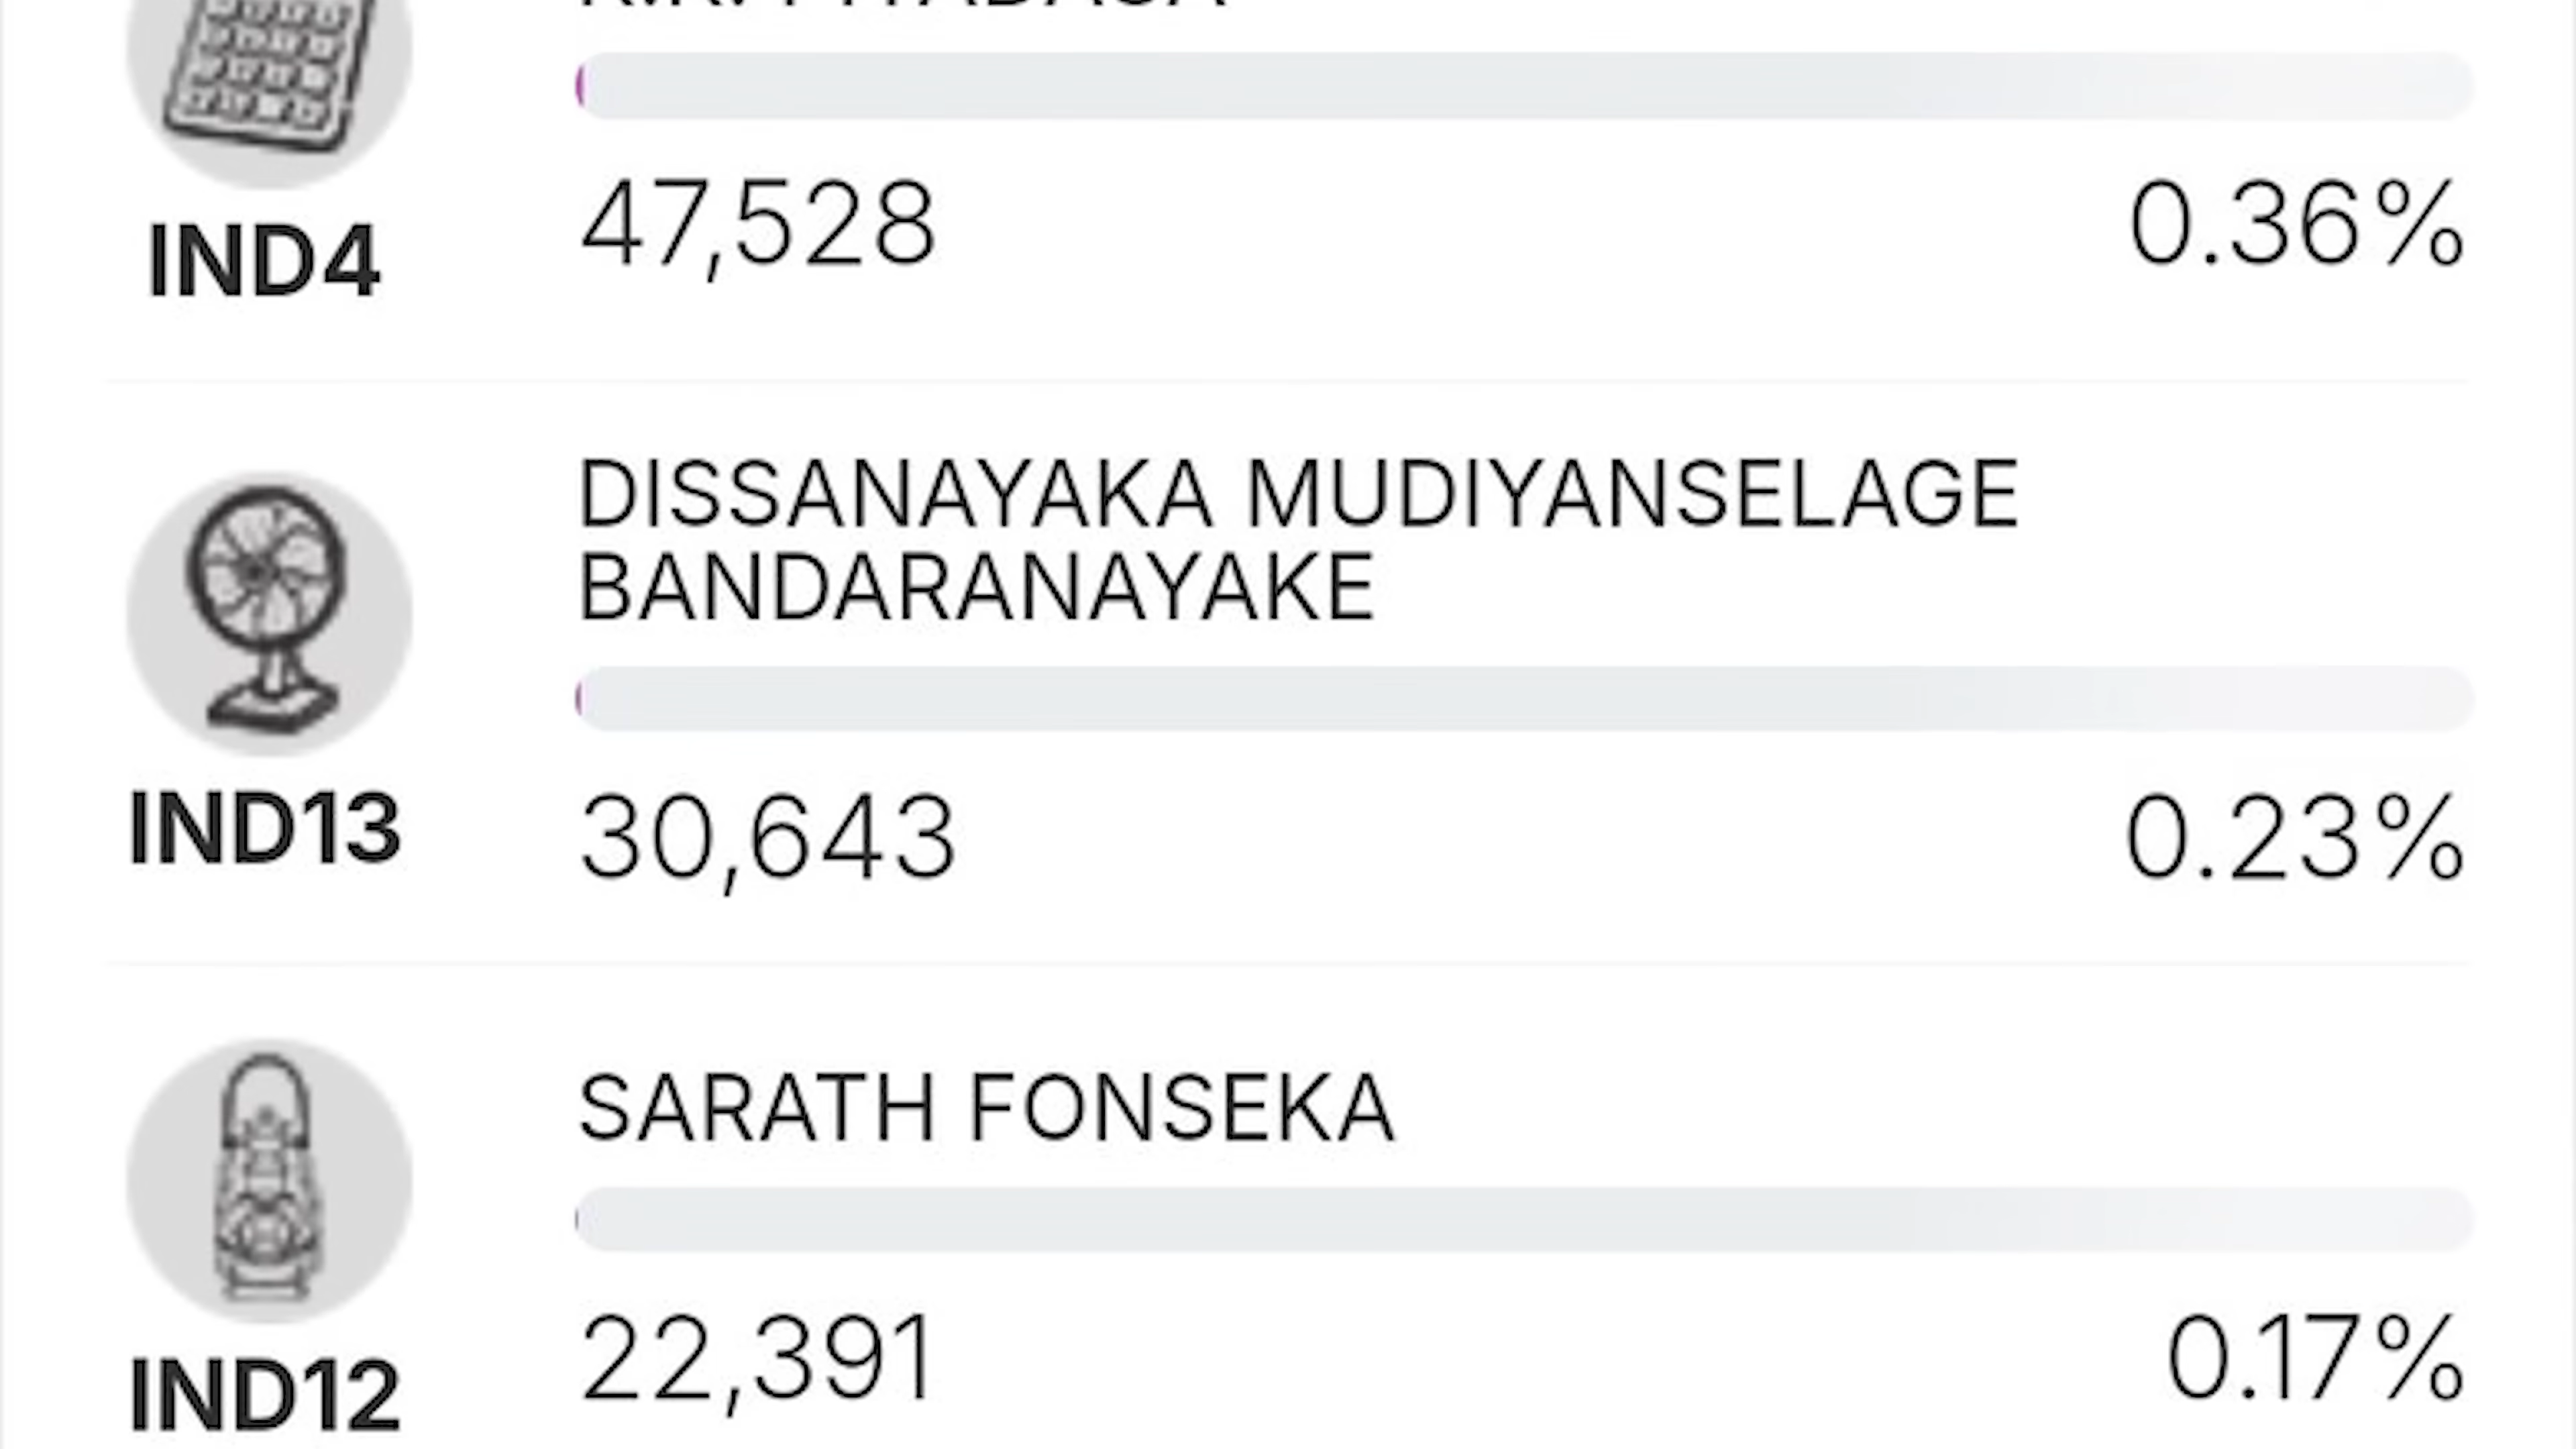 47,528 0.36%
IND4
DISSANAYAKA MUDIYANSELAGE
BANDARANAYAKE
30,643 0.23%
IND13
SARATH FONSEKA
22,391 0.17%
IND12